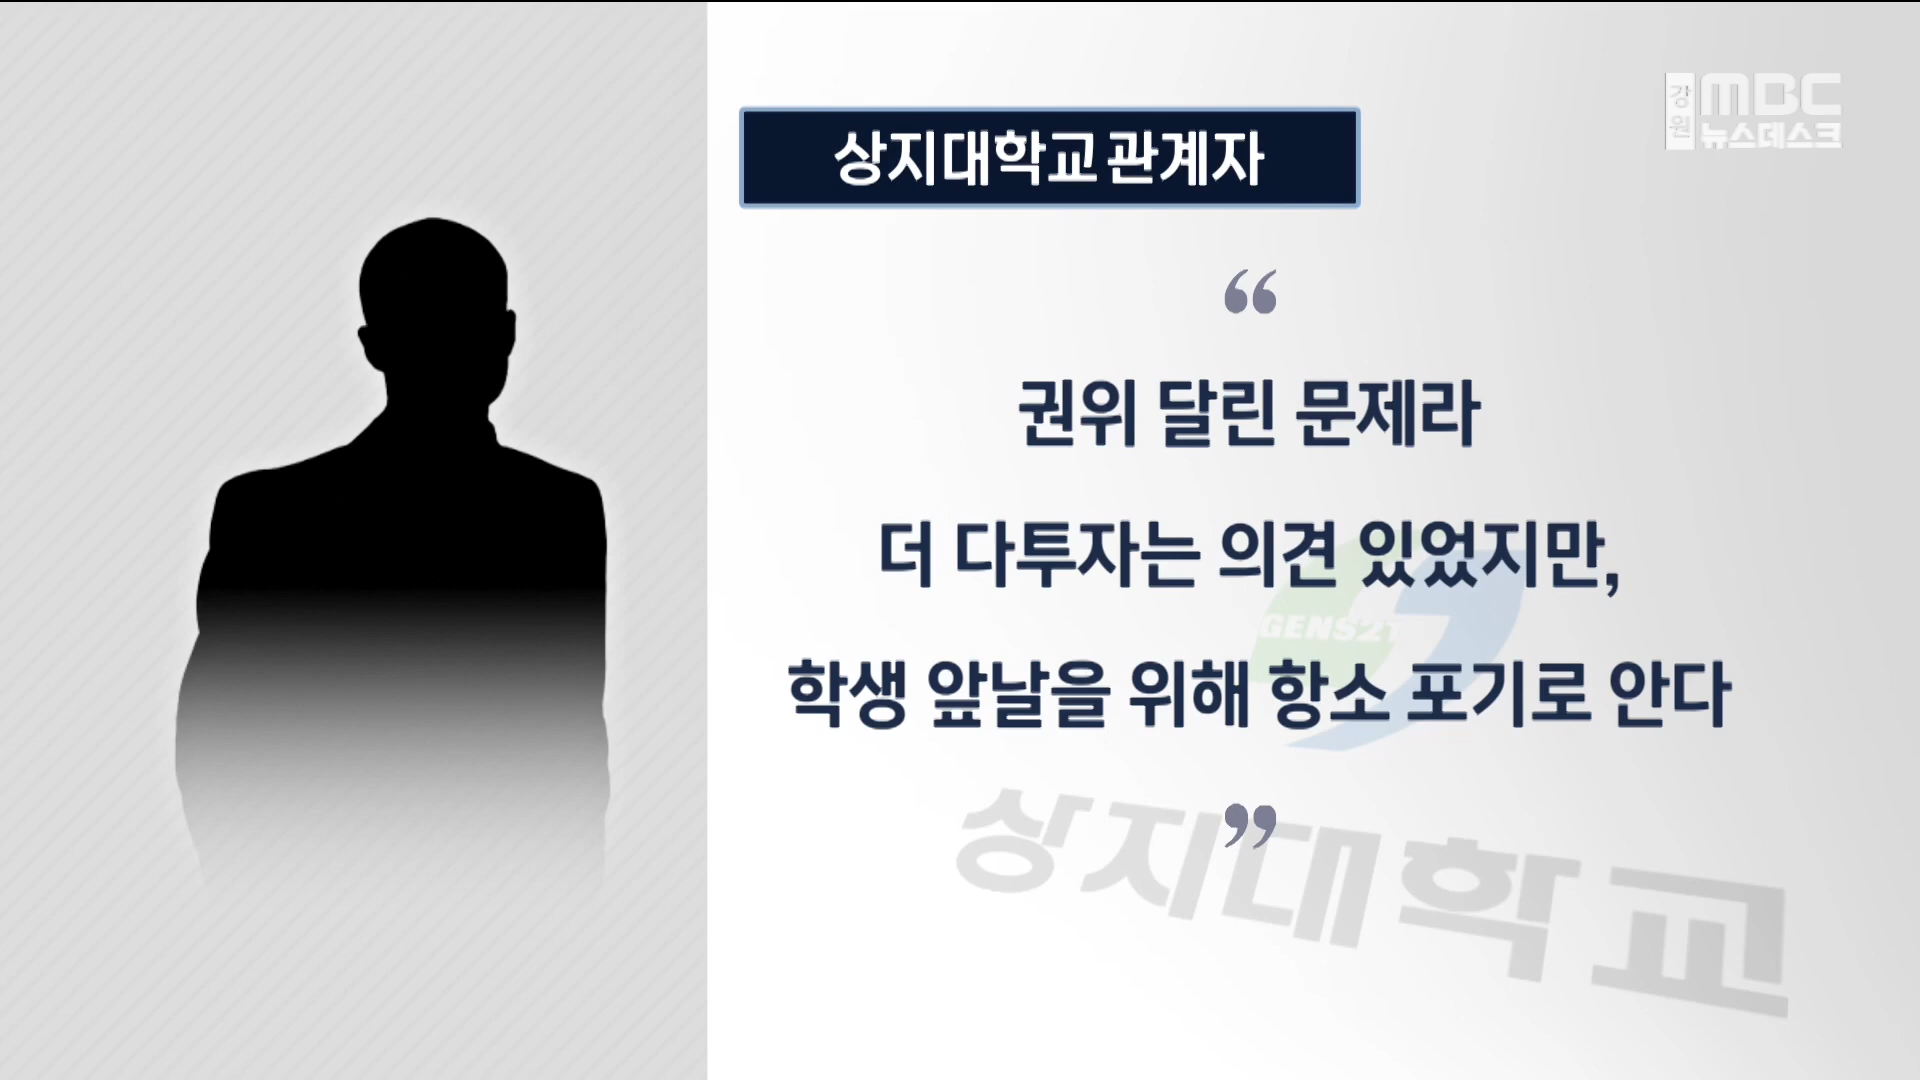 강원
MBC
뉴스데스크
상지대학교 관계자
“
권위 달린 문제라
더 다투자는 의견 있었지만,
학생 앞날을 위해 항소 포기로 안다
”
GENS21
상지대학교